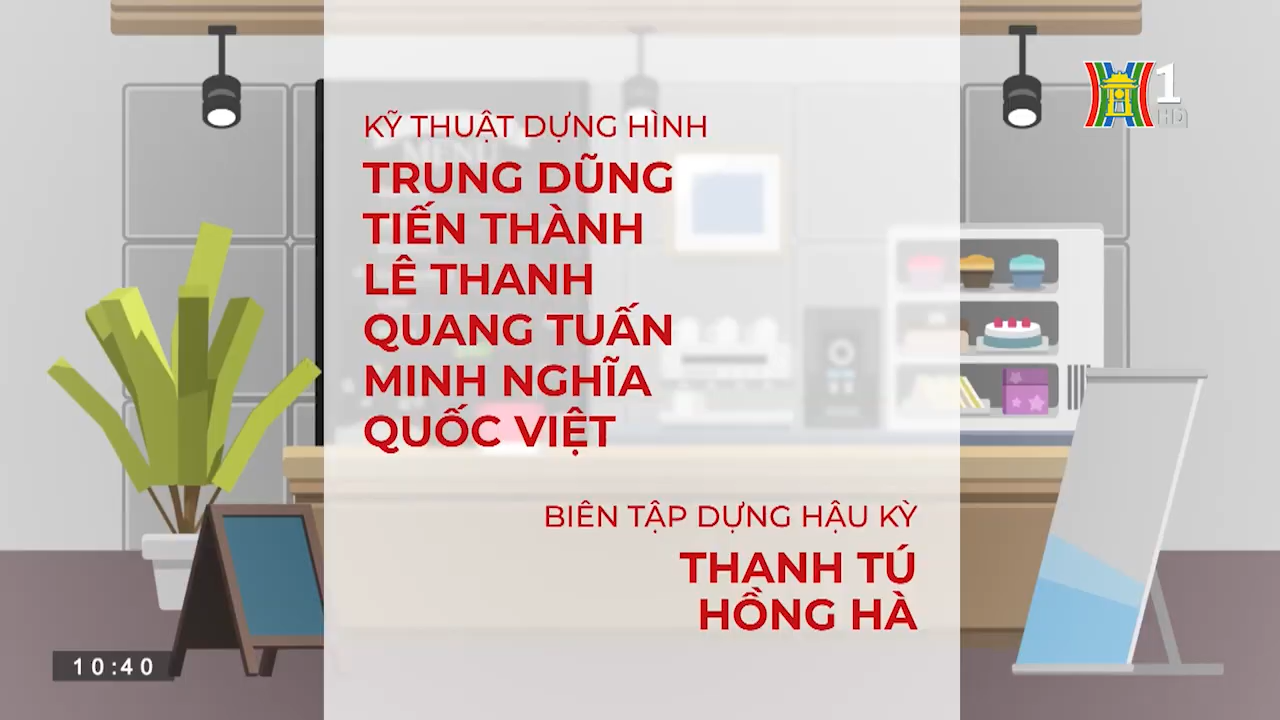 KỸ THUẬT DỰNG HÌNH
TRUNG DŨNG
TIẾN THÀNH
LÊ THANH
QUANG TUẤN
MINH NGHĨA
QUỐC VIỆT
BIÊN TẬP DỰNG HẬU KỲ
THANH TÚ
HỒNG HÀ
1
HD
10:40
MENU